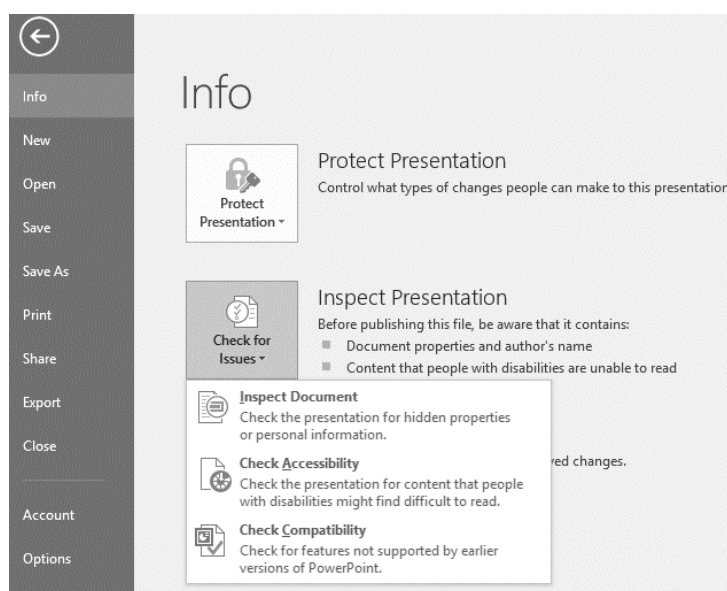 Info
New
Open
Save
Save As
Print
Share
Export
Close
Account
Options
Info
Protect
Presentation
Protect Presentation
Control what types of changes people can make to this presentation
Check for
Issues
Inspect Presentation
Before publishing this file, be aware that it contains:
Document properties and author's name
Content that people with disabilities are unable to read
Inspect Document
Check the presentation for hidden properties
or personal information.
Check Accessibility
Check the presentation for content that people
with disabilities might find difficult to read.
Check Compatibility
Check for features not supported by earlier
versions of PowerPoint.
ved changes.